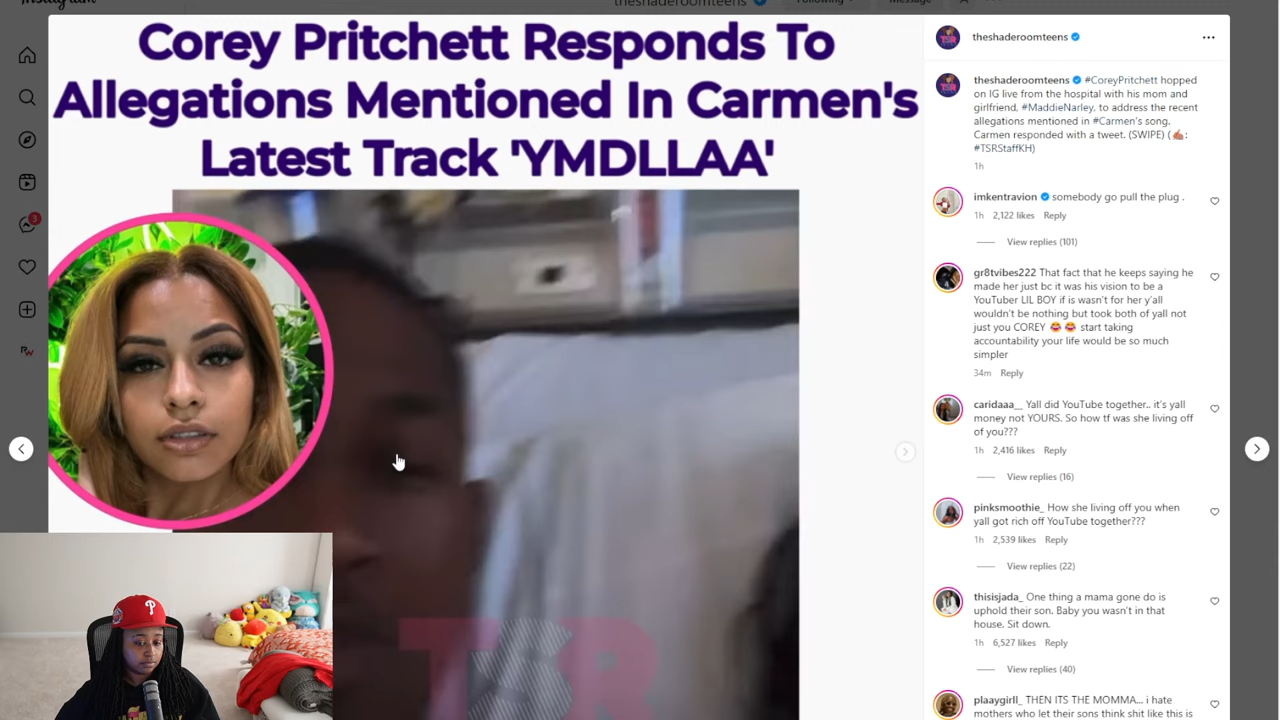 Instagram
theshaderoomteens
Following
Message
Corey Pritchett Responds To
Allegations Mentioned In Carmen's
Latest Track 'YMDLLAA'
3
RW
TSR
P
theshaderoomteens
theshaderoomteens #CoreyPritchett hopped
on IG live from the hospital with his mom and
girlfriend, #MaddieNarley, to address the recent
allegations mentioned in #Carmen's song.
Carmen responded with a tweet. (SWIPE) (✍🏽:
#TSRStaffKH)
1h
imkentravion somebody go pull the plug .
1h 2,122 likes Reply
View replies (101)
gr8tvibes222 That fact that he keeps saying he
made her just bc it was his vision to be a
YouTuber LIL BOY if is wasn't for her y'all
wouldn't be nothing but took both of yall not
just you COREY 😂 😂 start taking
accountability your life would be so much
simpler
34m Reply
caridaaa__ Yall did YouTube together.. it's yall
money not YOURS. So how tf was she living off
of you???
1h 2,416 likes Reply
View replies (16)
pinksmoothie_ How she living off you when
yall got rich off YouTube together???
1h 2,539 likes Reply
View replies (22)
thisisjada_ One thing a mama gone do is
uphold their son. Baby you wasn't in that
house. Sit down.
1h 6,527 likes Reply
View replies (40)
plaaygirll_ THEN ITS THE MOMMA... i hate
mothers who let their sons think shit like this is